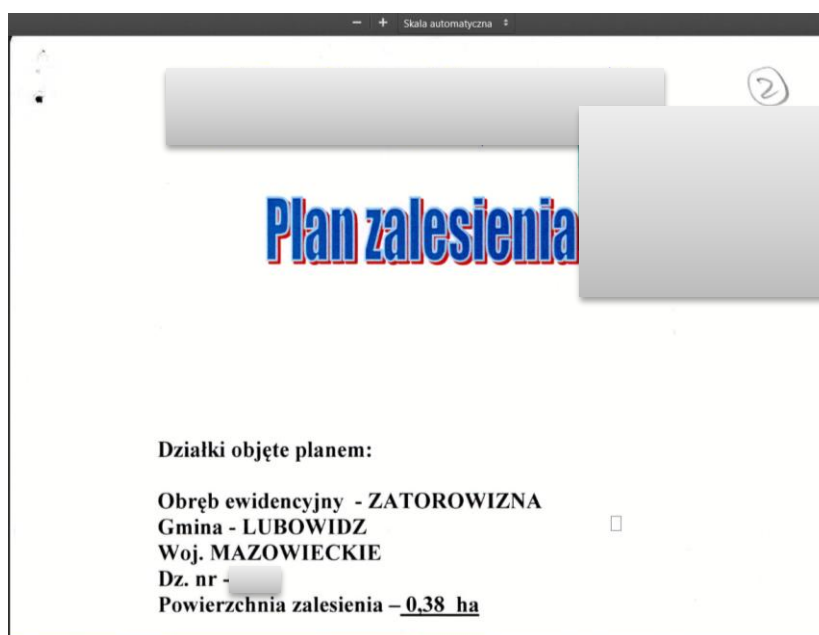 − + Skala automatyczna
2
Plan zalesienia
Działki objęte planem:
Obręb ewidencyjny - ZATOROWIZNA
Gmina - LUBOWIDZ
Woj. MAZOWIECKIE
Dz. nr -
Powierzchnia zalesienia – 0,38 ha